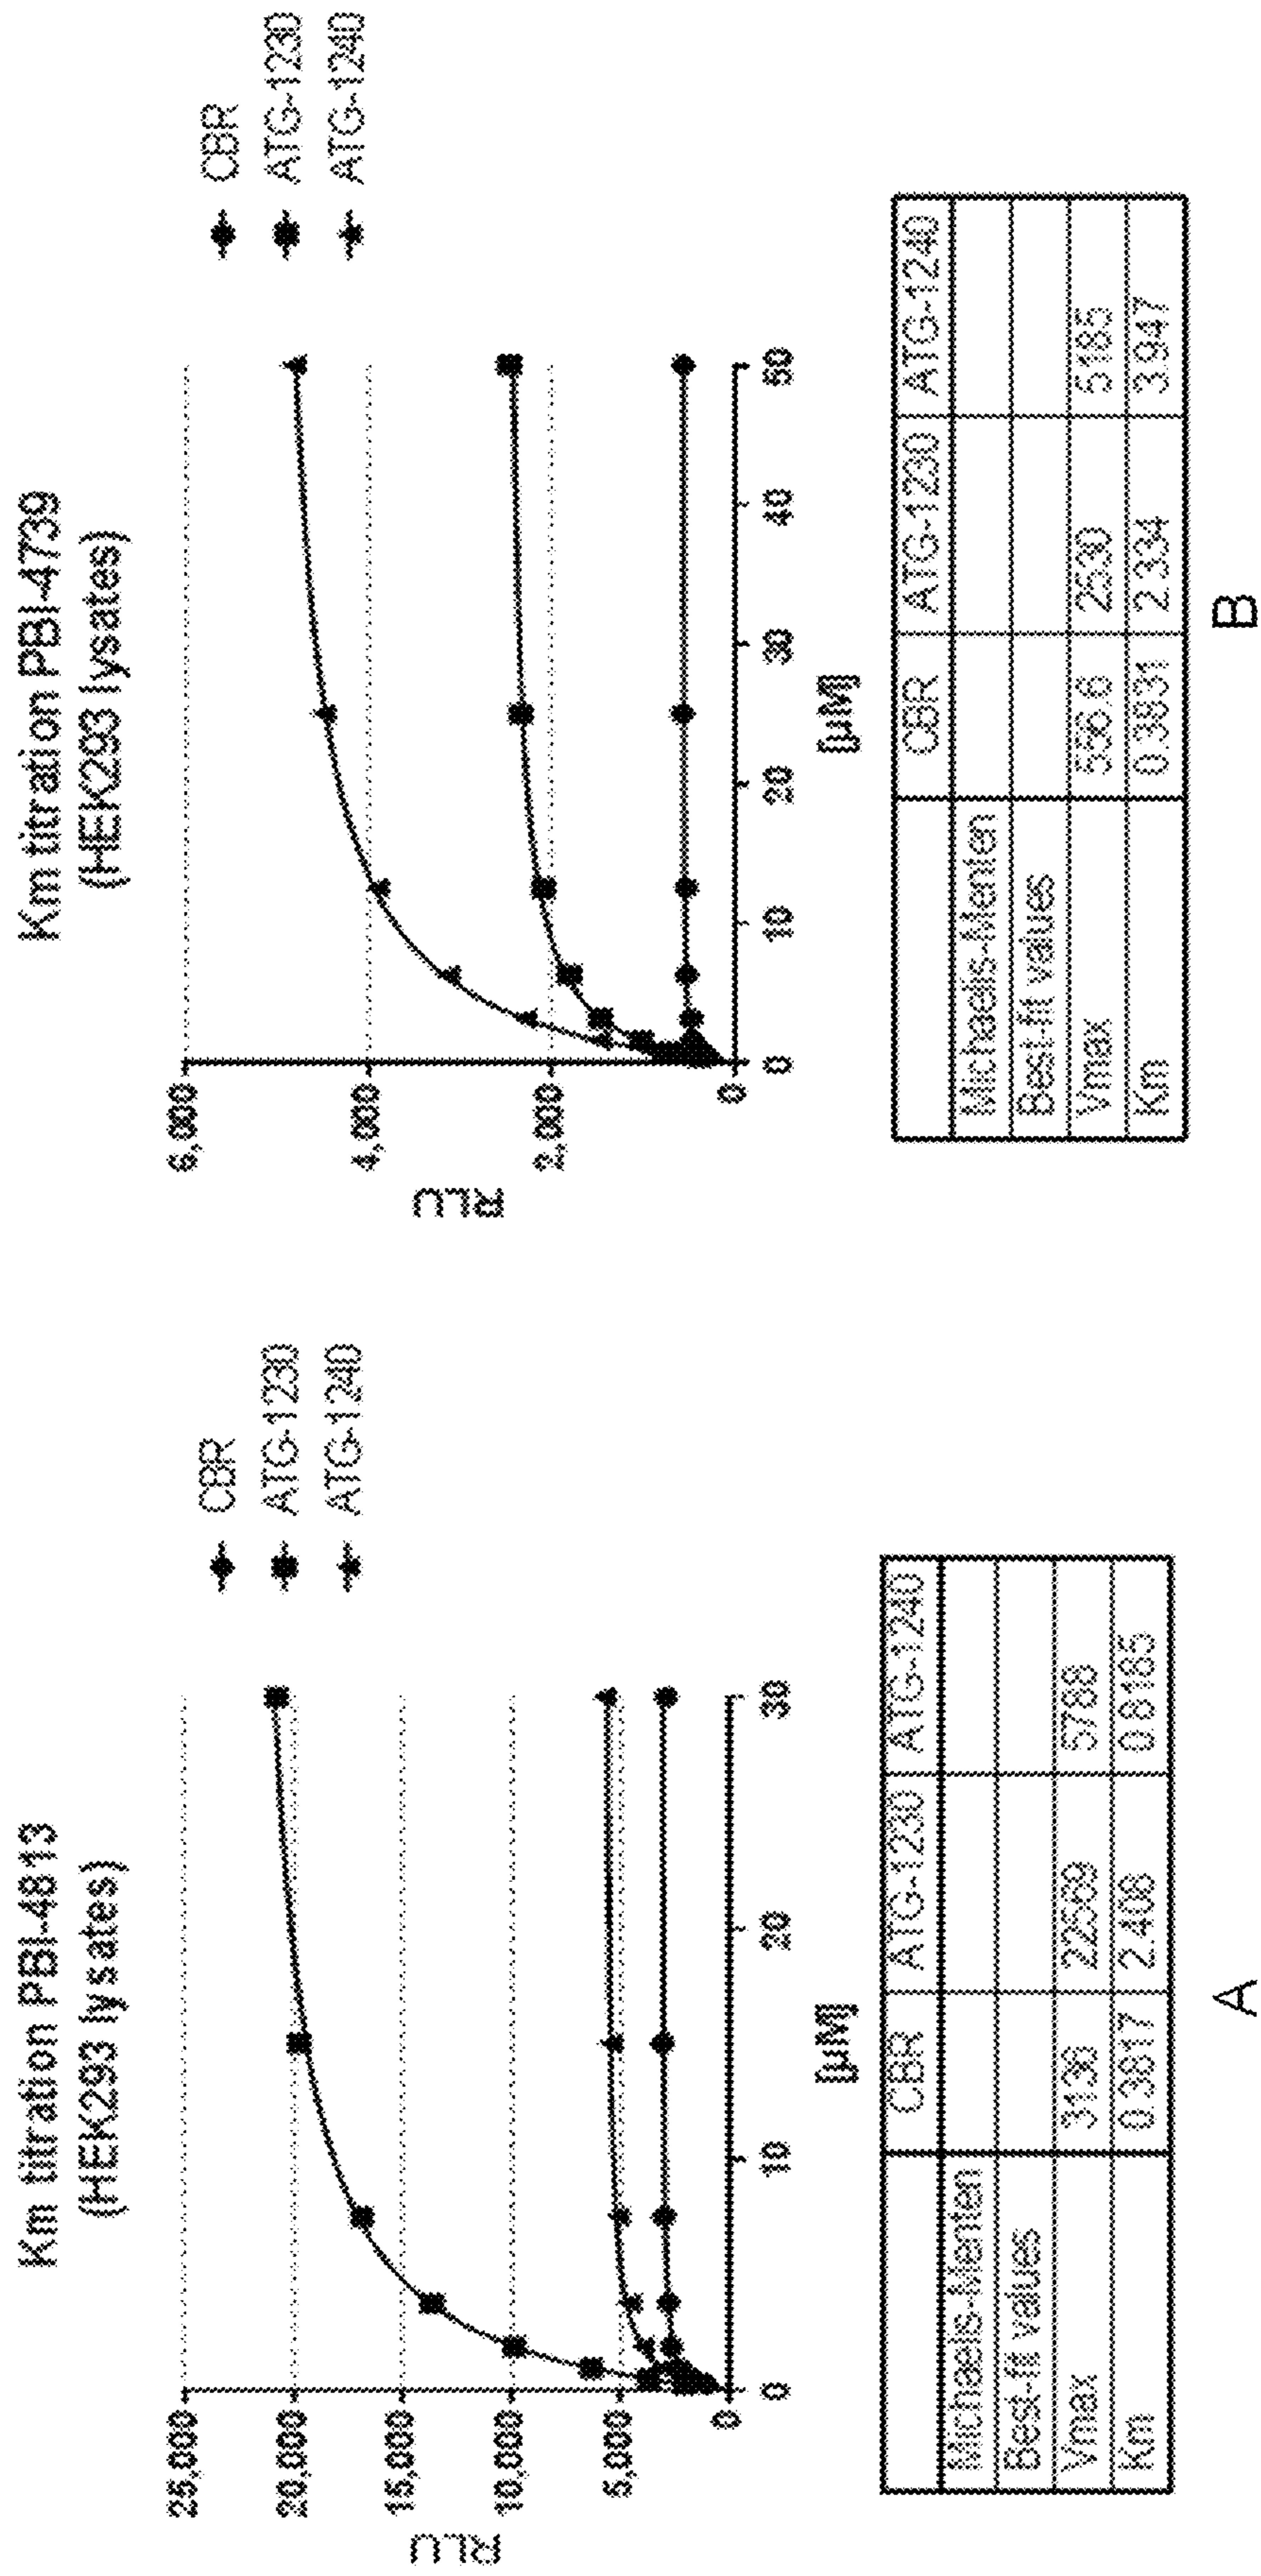 Km titration PBI-4813
(HEK293 lysates)
25,000
20,000
15,000
10,000
5,000
0
RLU
0
10
20
30
[µM]
CBR
ATG-1230
ATG-1240
CBR ATG-1230 ATG-1240
Michaelis-Menten
Best-fit values
Vmax 3136 22569 5788
Km 0.3817 2.408 0.8185
A
Km titration PBI-4739
(HEK293 lysates)
6,000
4,000
2,000
0
RLU
0
10
20
30
40
50
[µM]
CBR
ATG-1230
ATG-1240
CBR ATG-1230 ATG-1240
Michaelis-Menten
Best-fit values
Vmax 556.6 2530 5185
Km 0.3831 2.334 3.947
B